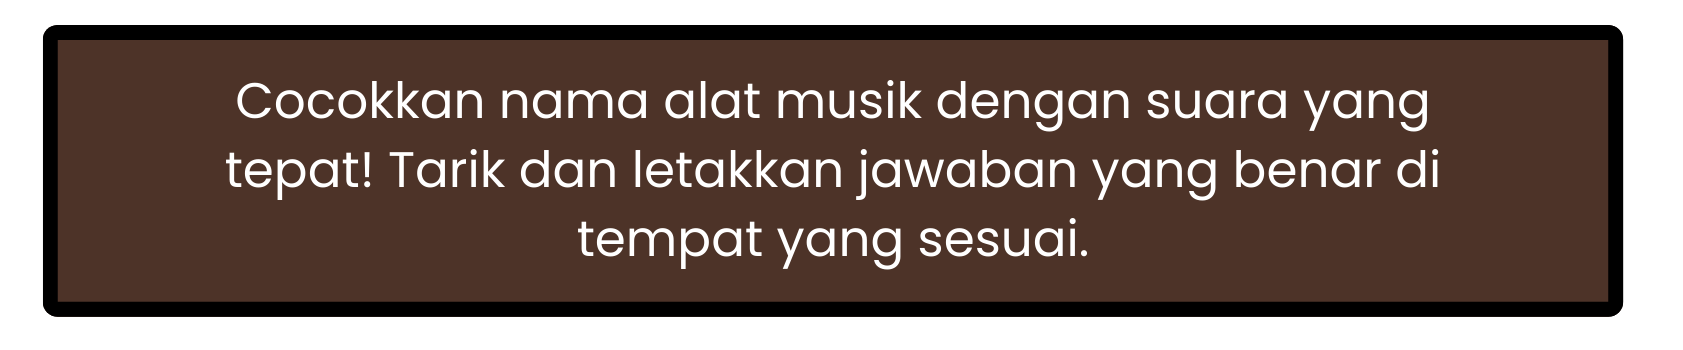 Cocokkan nama alat musik dengan suara yang
tepat! Tarik dan letakkan jawaban yang benar di
tempat yang sesuai.